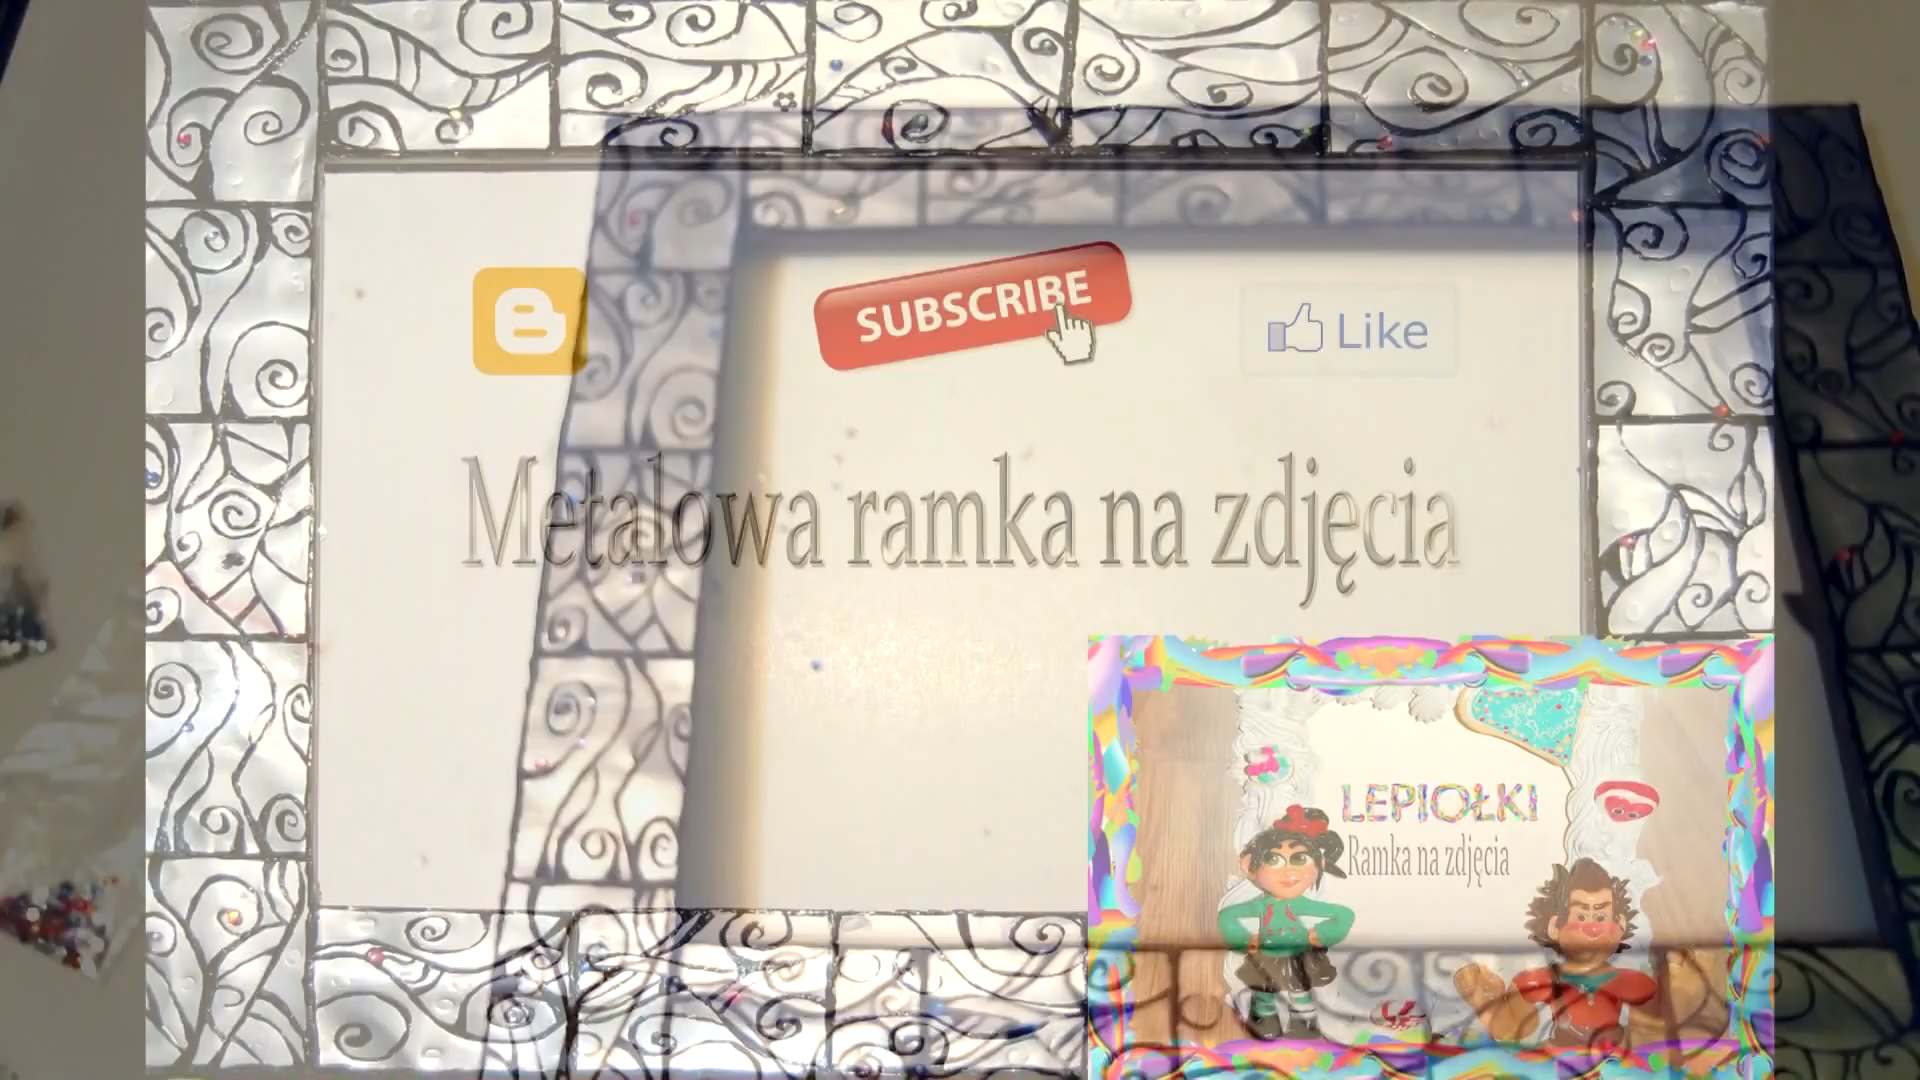 SUBSCRIBE
Like
Metalowa ramka na zdjęcia
LEPIOŁKI
Ramka na zdjęcia